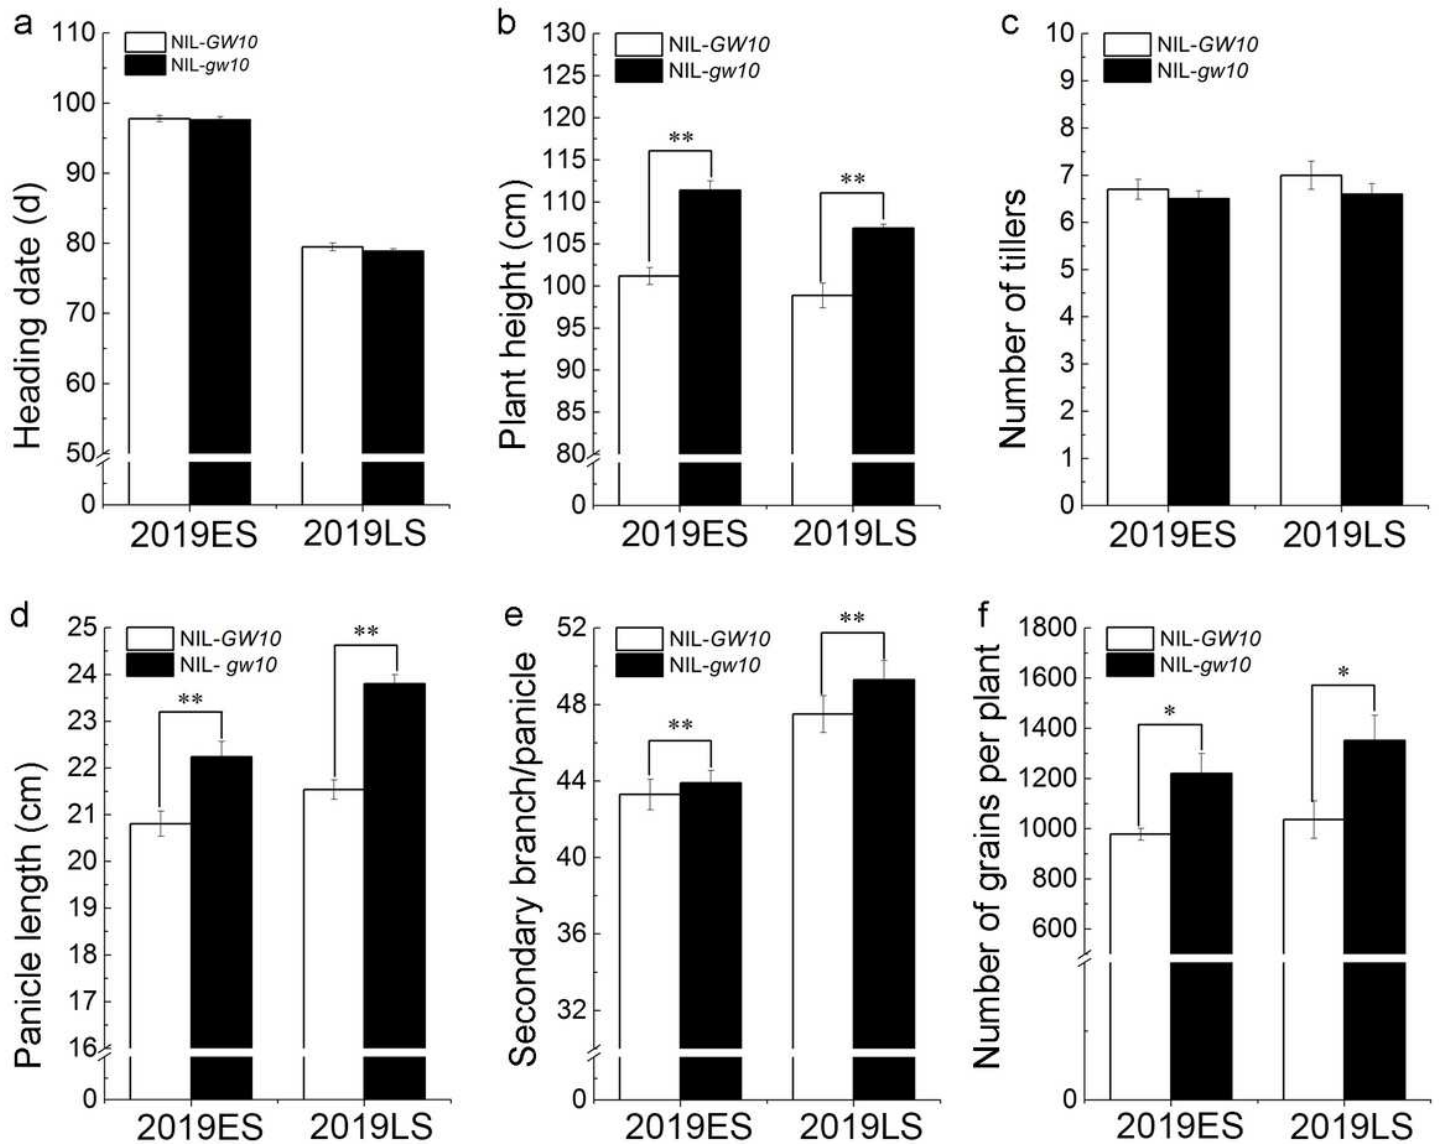 a
110
100
90
80
70
60
50
0
Heading date (d)
NIL-GW10
NIL-gw10
2019ES
2019LS
b
130
125
120
115
110
105
100
95
90
85
80
0
Plant height (cm)
NIL-GW10
NIL-gw10
**
**
2019ES
2019LS
c
10
9
8
7
6
5
4
3
2
1
0
Number of tillers
NIL-GW10
NIL-gw10
2019ES
2019LS
d
25
24
23
22
21
20
19
18
17
16
0
Panicle length (cm)
NIL-GW10
NIL- gw10
**
**
2019ES
2019LS
e
52
48
44
40
36
32
0
Secondary branch/panicle
NIL-GW10
NIL-gw10
**
**
2019ES
2019LS
f
1800
1600
1400
1200
1000
800
600
0
Number of grains per plant
NIL-GW10
NIL-gw10
*
*
2019ES
2019LS